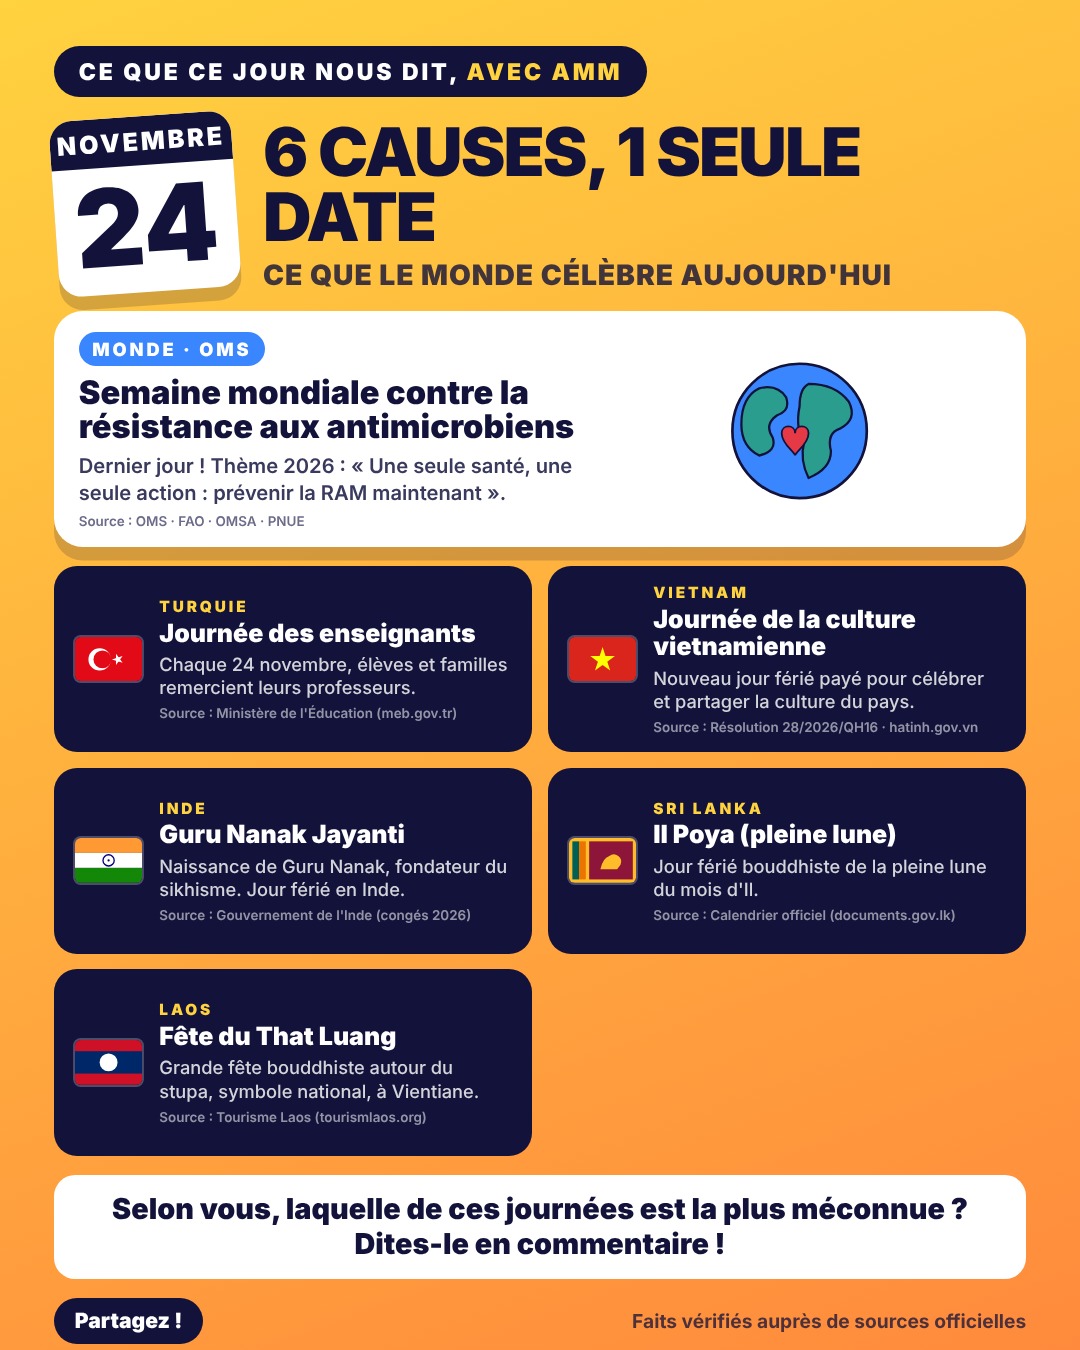 CE QUE CE JOUR NOUS DIT, AVEC AMM
NOVEMBRE
24
6 CAUSES, 1 SEULE
DATE
CE QUE LE MONDE CÉLÈBRE AUJOURD'HUI
MONDE · OMS
Semaine mondiale contre la
résistance aux antimicrobiens
Dernier jour ! Thème 2026 : « Une seule santé, une
seule action : prévenir la RAM maintenant ».
Source : OMS · FAO · OMSA · PNUE
TURQUIE
Journée des enseignants
Chaque 24 novembre, élèves et familles
remercient leurs professeurs.
Source : Ministère de l'Éducation (meb.gov.tr)
VIETNAM
Journée de la culture
vietnamienne
Nouveau jour férié payé pour célébrer
et partager la culture du pays.
Source : Résolution 28/2026/QH16 · hatinh.gov.vn
INDE
Guru Nanak Jayanti
Naissance de Guru Nanak, fondateur du
sikhisme. Jour férié en Inde.
Source : Gouvernement de l'Inde (congés 2026)
SRI LANKA
Il Poya (pleine lune)
Jour férié bouddhiste de la pleine lune
du mois d'Il.
Source : Calendrier officiel (documents.gov.lk)
LAOS
Fête du That Luang
Grande fête bouddhiste autour du
stupa, symbole national, à Vientiane.
Source : Tourisme Laos (tourismlaos.org)
Selon vous, laquelle de ces journées est la plus méconnue ?
Dites-le en commentaire !
Partagez !
Faits vérifiés auprès de sources officielles